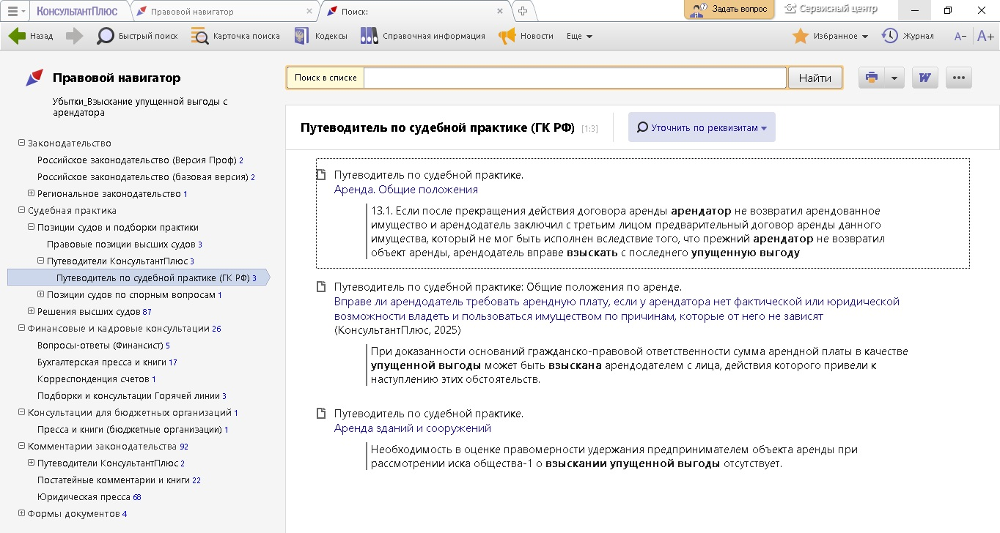 КонсультантПлюс
Правовой навигатор
Поиск:
Задать вопрос
Сервисный центр
Назад
Быстрый поиск
Карточка поиска
Кодексы
Справочная информация
Новости
Еще
Избранное
Журнал
A−
A+
Правовой навигатор
Убытки_Взыскание упущенной выгоды с
арендатора
Законодательство
Российское законодательство (Версия Проф) 2
Российское законодательство (базовая версия) 2
Региональное законодательство 1
Судебная практика
Позиции судов и подборки практики
Правовые позиции высших судов 3
Путеводители КонсультантПлюс 3
Путеводитель по судебной практике (ГК РФ) 3
Позиции судов по спорным вопросам 1
Решения высших судов 87
Финансовые и кадровые консультации 26
Вопросы-ответы (Финансист) 5
Бухгалтерская пресса и книги 17
Корреспонденция счетов 1
Подборки и консультации Горячей линии 3
Консультации для бюджетных организаций 1
Пресса и книги (бюджетные организации) 1
Комментарии законодательства 92
Путеводители КонсультантПлюс 2
Постатейные комментарии и книги 22
Юридическая пресса 68
Формы документов 4
Поиск в списке
Найти
W
Путеводитель по судебной практике (ГК РФ) [1:3]
Уточнить по реквизитам
Путеводитель по судебной практике.
Аренда. Общие положения
13.1. Если после прекращения действия договора аренды арендатор не возвратил арендованное
имущество и арендодатель заключил с третьим лицом предварительный договор аренды данного
имущества, который не мог быть исполнен вследствие того, что прежний арендатор не возвратил
объект аренды, арендодатель вправе взыскать с последнего упущенную выгоду
Путеводитель по судебной практике: Общие положения по аренде.
Вправе ли арендодатель требовать арендную плату, если у арендатора нет фактической или юридической
возможности владеть и пользоваться имуществом по причинам, которые от него не зависят
(КонсультантПлюс, 2025)
При доказанности оснований гражданско-правовой ответственности сумма арендной платы в качестве
упущенной выгоды может быть взыскана арендодателем с лица, действия которого привели к
наступлению этих обстоятельств.
Путеводитель по судебной практике.
Аренда зданий и сооружений
Необходимость в оценке правомерности удержания предпринимателем объекта аренды при
рассмотрении иска общества-1 о взыскании упущенной выгоды отсутствует.